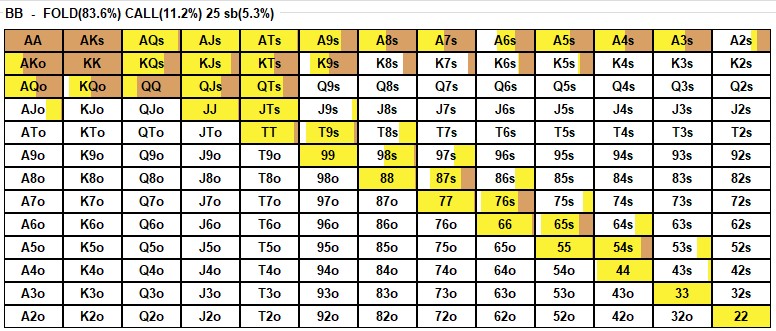 BB - FOLD(83.6%) CALL(11.2%) 25 sb(5.3%)
AA AKs AQs AJs ATs A9s A8s A7s A6s A5s A4s A3s A2s
AKo KK KQs KJs KTs K9s K8s K7s K6s K5s K4s K3s K2s
AQo KQo QQ QJs QTs Q9s Q8s Q7s Q6s Q5s Q4s Q3s Q2s
AJo KJo QJo JJ JTs J9s J8s J7s J6s J5s J4s J3s J2s
ATo KTo QTo JTo TT T9s T8s T7s T6s T5s T4s T3s T2s
A9o K9o Q9o J9o T9o 99 98s 97s 96s 95s 94s 93s 92s
A8o K8o Q8o J8o T8o 98o 88 87s 86s 85s 84s 83s 82s
A7o K7o Q7o J7o T7o 97o 87o 77 76s 75s 74s 73s 72s
A6o K6o Q6o J6o T6o 96o 86o 76o 66 65s 64s 63s 62s
A5o K5o Q5o J5o T5o 95o 85o 75o 65o 55 54s 53s 52s
A4o K4o Q4o J4o T4o 94o 84o 74o 64o 54o 44 43s 42s
A3o K3o Q3o J3o T3o 93o 83o 73o 63o 53o 43o 33 32s
A2o K2o Q2o J2o T2o 92o 82o 72o 62o 52o 42o 32o 22